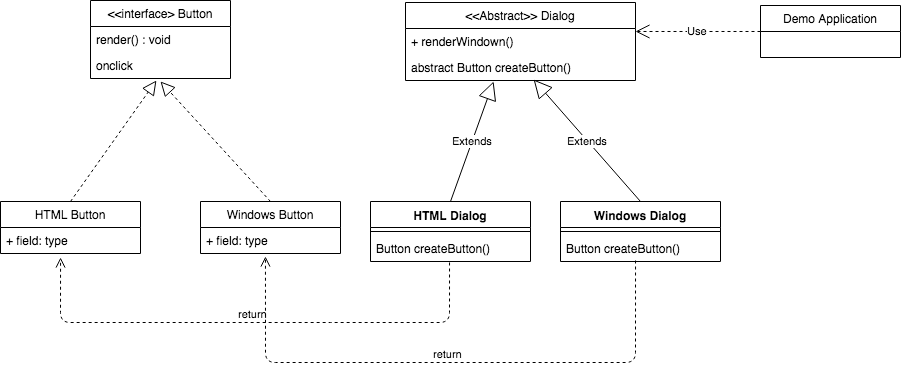 <<interface> Button
render() : void
onclick
<<Abstract>> Dialog
+ renderWindown()
abstract Button createButton()
Demo Application
Use
Extends
Extends
HTML Button
+ field: type
Windows Button
+ field: type
HTML Dialog
Button createButton()
Windows Dialog
Button createButton()
return
return